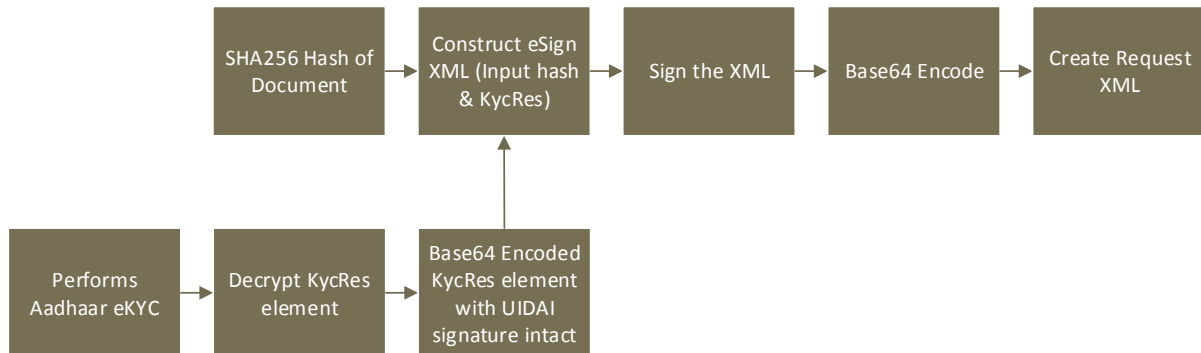 SHA256 Hash of
Document
Construct eSign
XML (Input hash
& KycRes)
Sign the XML
Base64 Encode
Create Request
XML
Performs
Aadhaar eKYC
Decrypt KycRes
element
Base64 Encoded
KycRes element
with UIDAI
signature intact